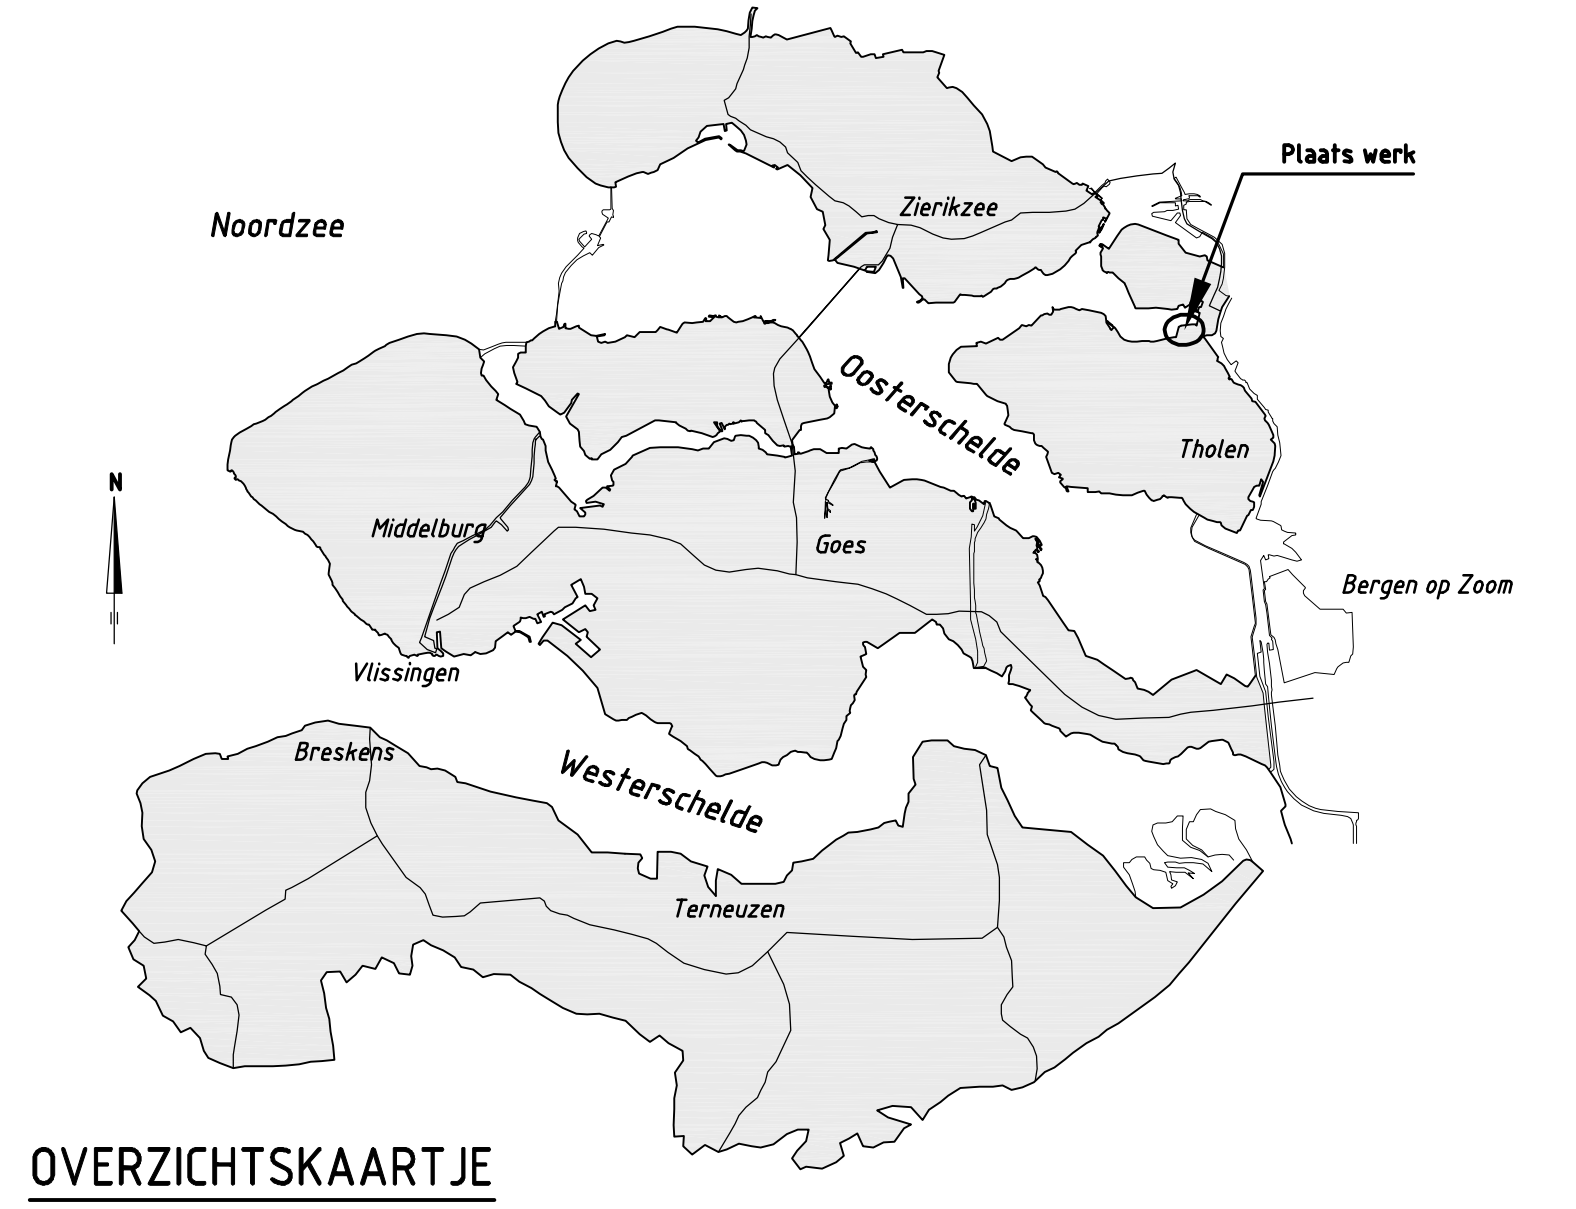 Plaats werk
Zierikzee
Noordzee
Oosterschelde
Tholen
N
Middelburg
Goes
Bergen op Zoom
Vlissingen
Breskens
Westerschelde
Terneuzen
OVERZICHTSKAARTJE